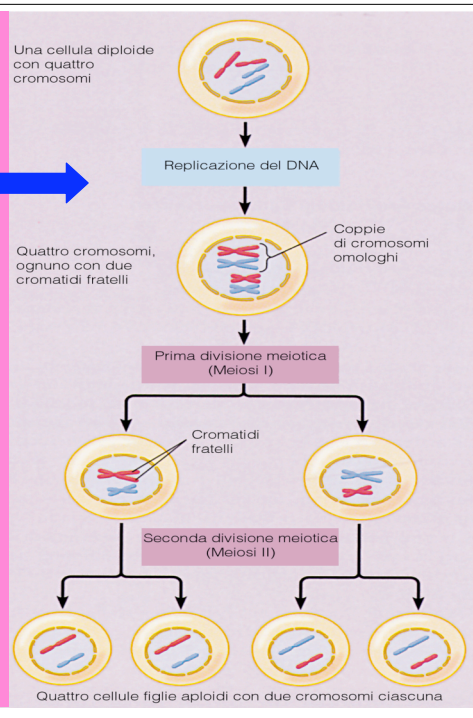 Una cellula diploide
con quattro
cromosomi
Replicazione del DNA
Coppie
di cromosomi
omologhi
Quattro cromosomi,
ognuno con due
cromatidi fratelli
Prima divisione meiotica
(Meiosi I)
Cromatidi
fratelli
Seconda divisione meiotica
(Meiosi II)
Quattro cellule figlie aploidi con due cromosomi ciascuna